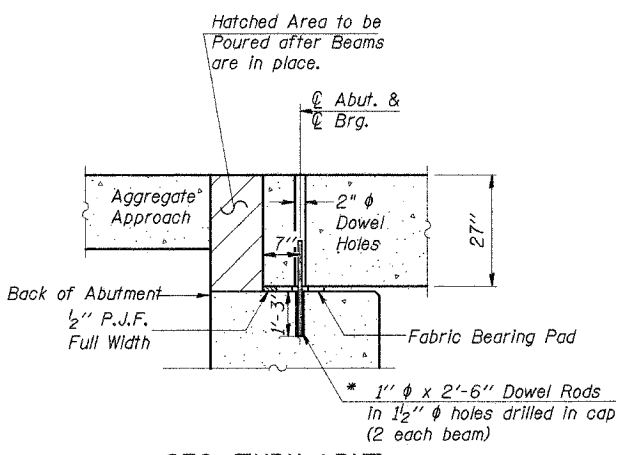 Hatched Area to be
Poured after Beams
are in place.
℄ Abut. &
℄ Brg.
Aggregate
Approach
2" ϕ
Dowel
Holes
7"
27"
Back of Abutment
½" P.J.F.
Full Width
1'-3"
Fabric Bearing Pad
* 1" ϕ x 2'-6" Dowel Rods
in 1½" ϕ holes drilled in cap
(2 each beam)